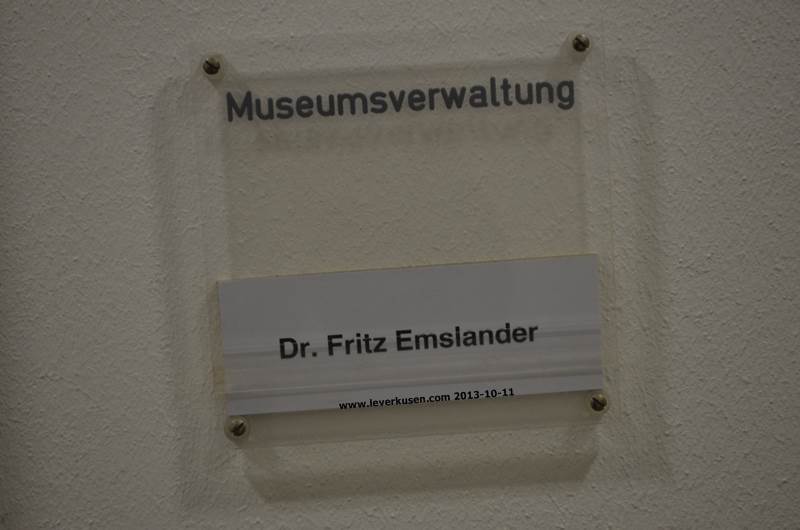 Museumsverwaltung
Dr. Fritz Emslander
www.leverkusen.com 2013-10-11